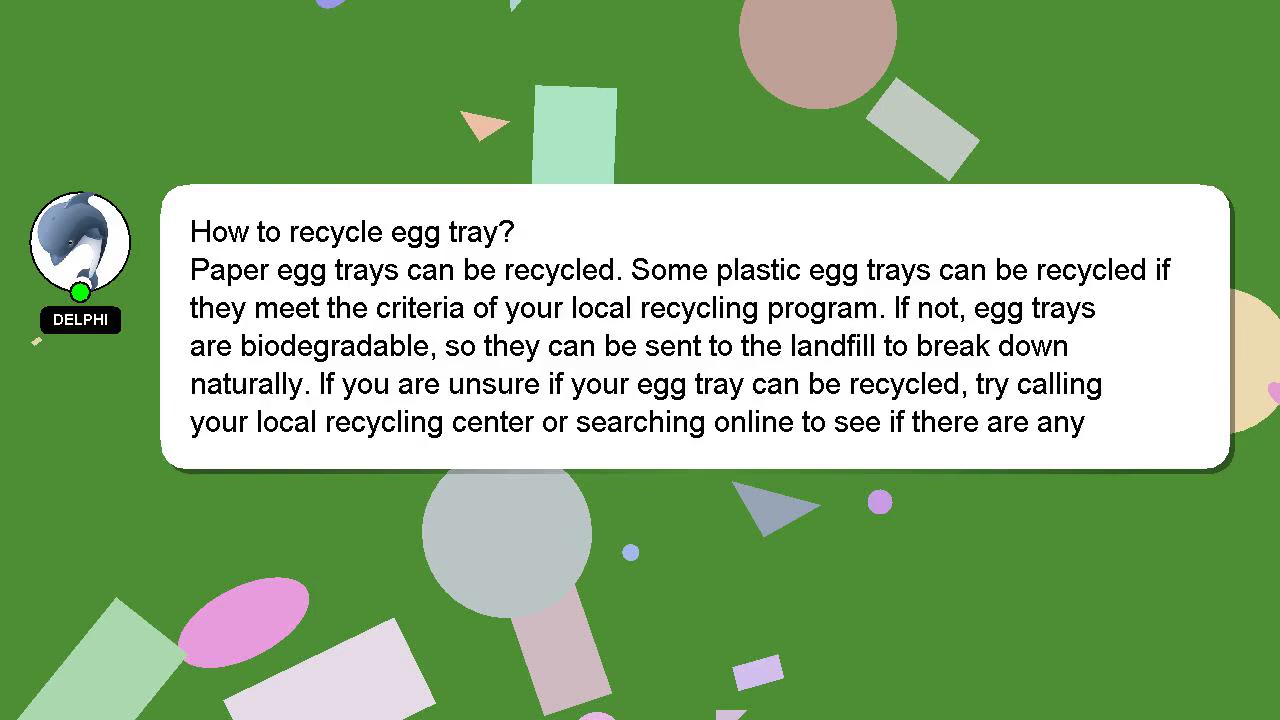 How to recycle egg tray?
Paper egg trays can be recycled. Some plastic egg trays can be recycled if
they meet the criteria of your local recycling program. If not, egg trays
are biodegradable, so they can be sent to the landfill to break down
naturally. If you are unsure if your egg tray can be recycled, try calling
your local recycling center or searching online to see if there are any
DELPHI